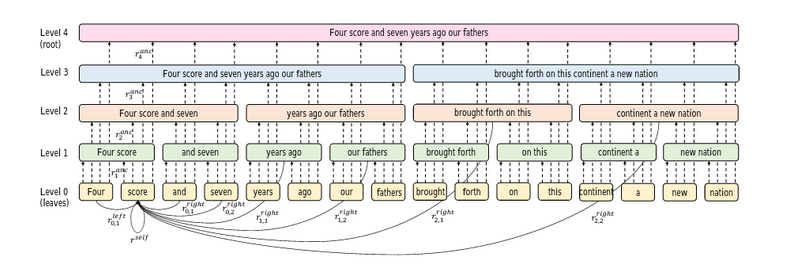 Level 4
(root)
Four score and seven years ago our fathers
r_4^{anc}
Level 3
Four score and seven years ago our fathers
brought forth on this continent a new nation
r_3^{anc}
Level 2
Four score and seven
years ago our fathers
brought forth on this
continent a new nation
r_2^{anc}
Level 1
Four score
and seven
years ago
our fathers
brought forth
on this
continent a
new nation
r_1^{anc}
Level 0
(leaves)
Four
score
and
seven
years
ago
our
fathers
brought
forth
on
this
continent
a
new
nation
r_{0,1}^{left}
r^{self}
r_{0,1}^{right}
r_{0,2}^{right}
r_{1,1}^{right}
r_{1,2}^{right}
r_{2,1}^{right}
r_{2,2}^{right}